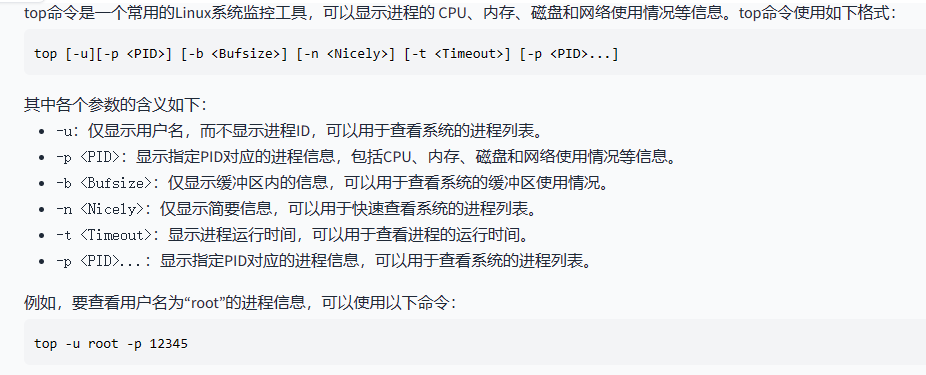 top命令是一个常用的Linux系统监控工具，可以显示进程的 CPU、内存、磁盘和网络使用情况等信息。top命令使用如下格式：
top [-u][-p <PID>] [-b <Bufsize>] [-n <Nicely>] [-t <Timeout>] [-p <PID>...]
其中各个参数的含义如下：
• -u：仅显示用户名，而不显示进程ID，可以用于查看系统的进程列表。
• -p <PID>：显示指定PID对应的进程信息，包括CPU、内存、磁盘和网络使用情况等信息。
• -b <Bufsize>：仅显示缓冲区内的信息，可以用于查看系统的缓冲区使用情况。
• -n <Nicely>：仅显示简要信息，可以用于快速查看系统的进程列表。
• -t <Timeout>：显示进程运行时间，可以用于查看进程的运行时间。
• -p <PID>...：显示指定PID对应的进程信息，可以用于查看系统的进程列表。
例如，要查看用户名为“root”的进程信息，可以使用以下命令：
top -u root -p 12345